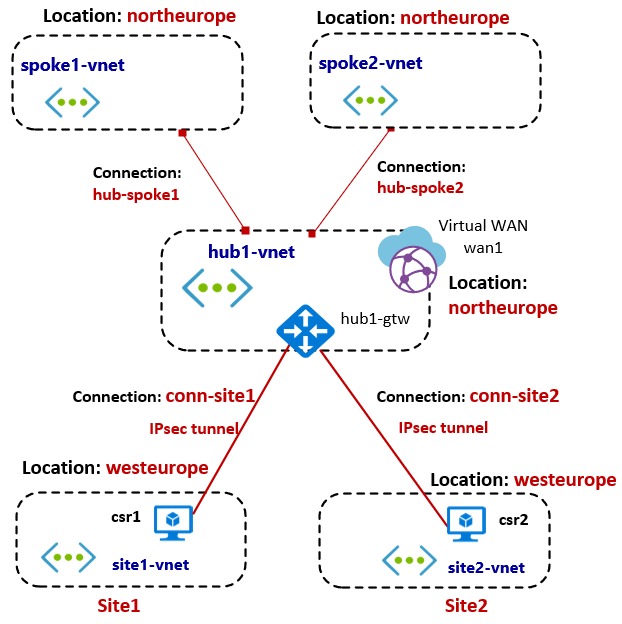 Location: northeurope
Location: northeurope
spoke1-vnet
spoke2-vnet
Connection:
hub-spoke1
Connection:
hub-spoke2
Virtual WAN
wan1
hub1-vnet
Location:
northeurope
hub1-gtw
Connection: conn-site1
Connection: conn-site2
IPsec tunnel
IPsec tunnel
Location: westeurope
Location: westeurope
csr1
csr2
site1-vnet
site2-vnet
Site1
Site2